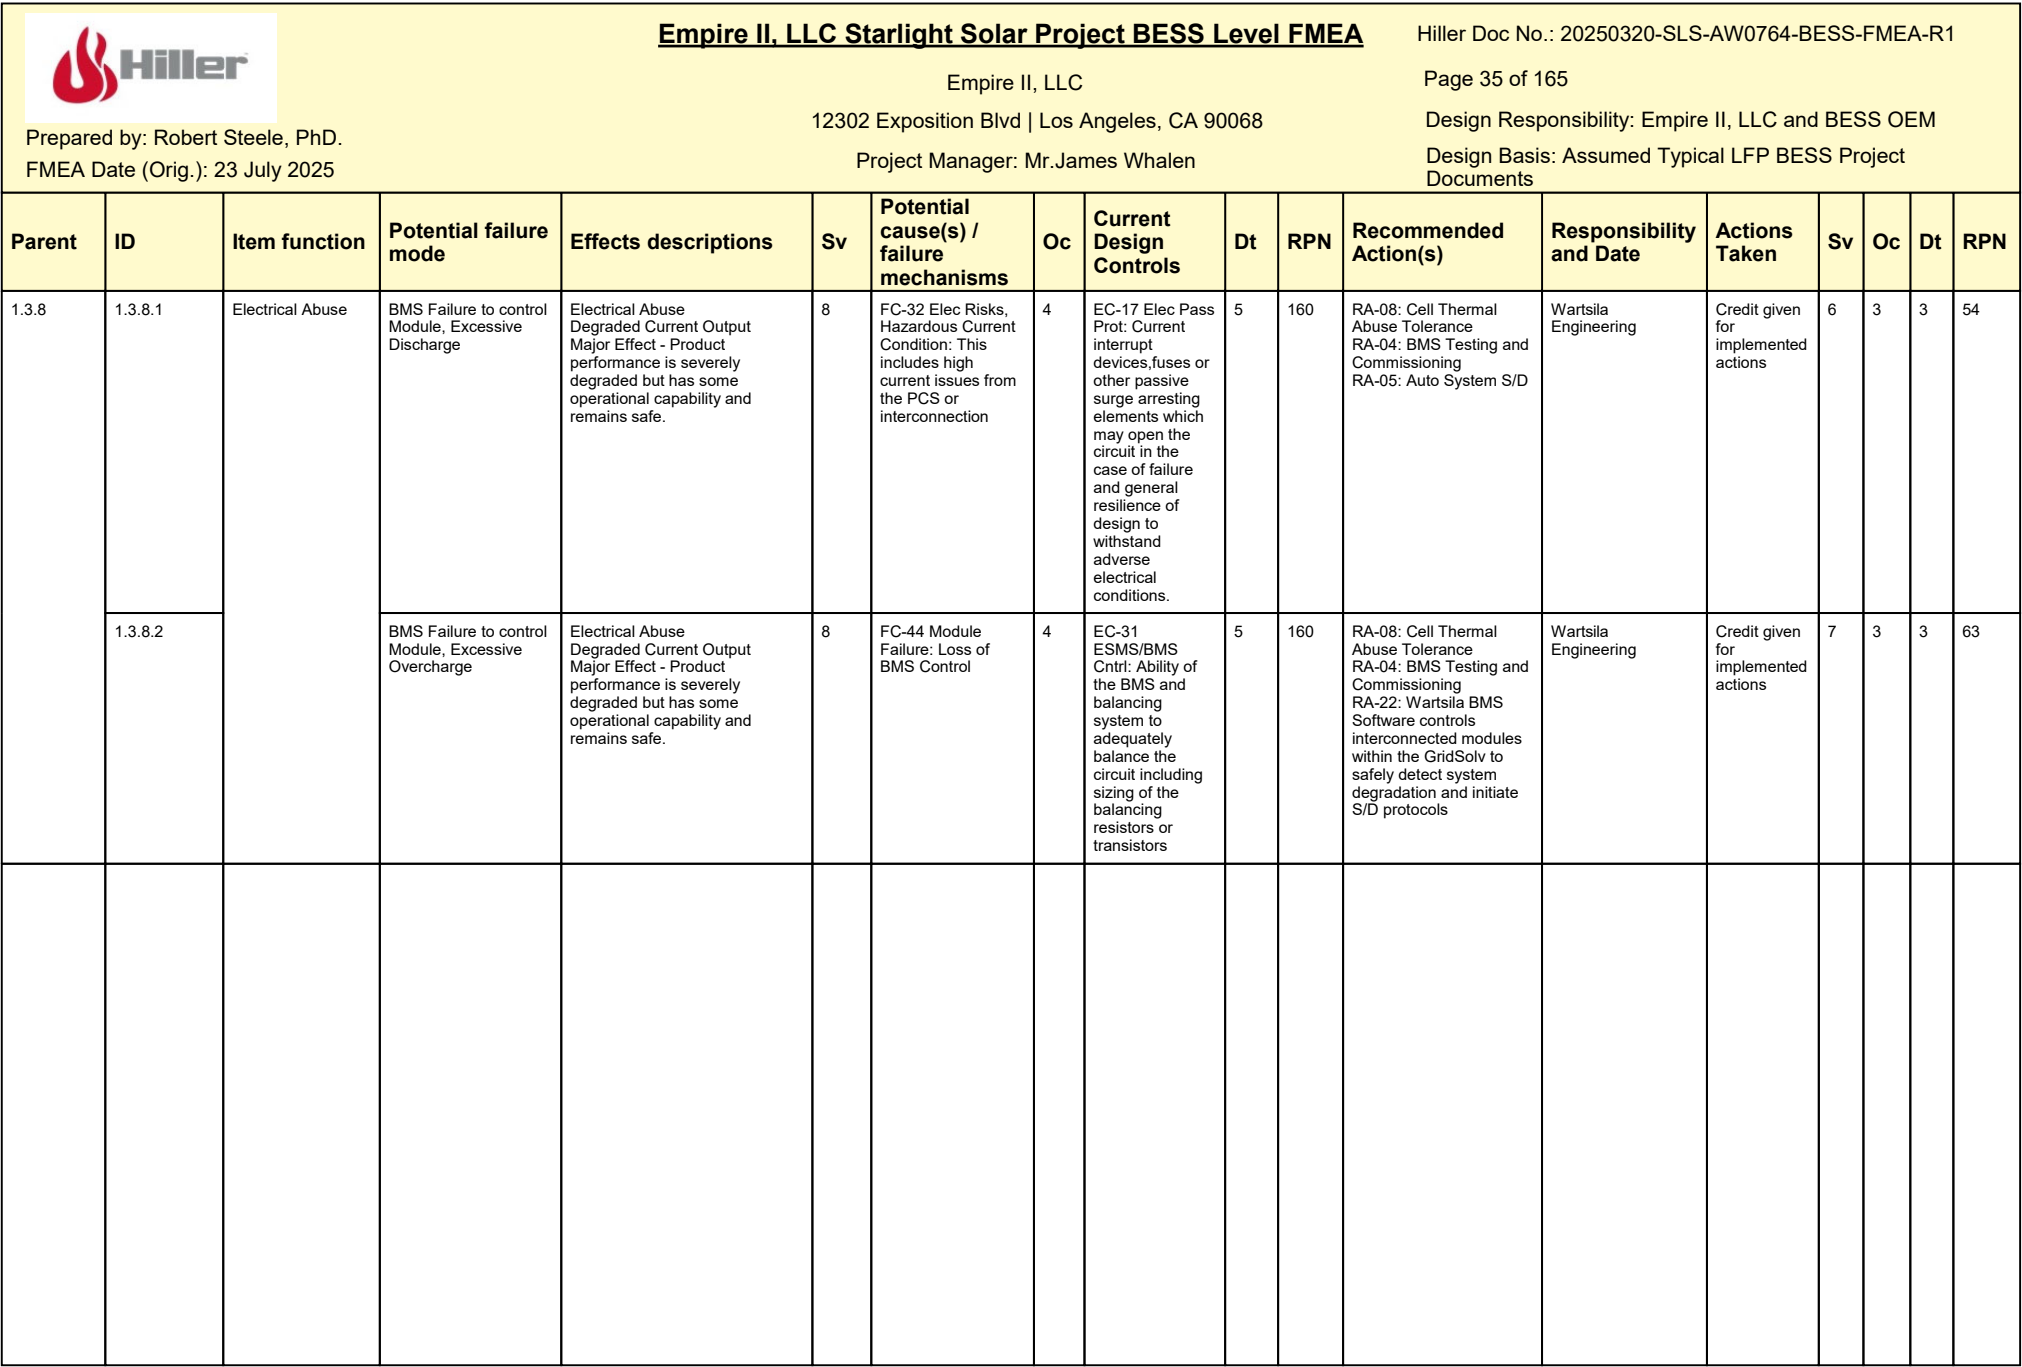 Hiller
Prepared by: Robert Steele, PhD.
FMEA Date (Orig.): 23 July 2025
Empire II, LLC Starlight Solar Project BESS Level FMEA
Empire II, LLC
12302 Exposition Blvd | Los Angeles, CA 90068
Project Manager: Mr.James Whalen
Hiller Doc No.: 20250320-SLS-AW0764-BESS-FMEA-R1
Page 35 of 165
Design Responsibility: Empire II, LLC and BESS OEM
Design Basis: Assumed Typical LFP BESS Project
Documents
Parent
ID
Item function
Potential failure
mode
Effects descriptions
Sv
Potential
cause(s) /
failure
mechanisms
Oc
Current
Design
Controls
Dt
RPN
Recommended
Action(s)
Responsibility
and Date
Actions
Taken
Sv
Oc
Dt
RPN
1.3.8
1.3.8.1
Electrical Abuse
BMS Failure to control
Module, Excessive
Discharge
Electrical Abuse
Degraded Current Output
Major Effect - Product
performance is severely
degraded but has some
operational capability and
remains safe.
8
FC-32 Elec Risks,
Hazardous Current
Condition: This
includes high
current issues from
the PCS or
interconnection
4
EC-17 Elec Pass
Prot: Current
interrupt
devices,fuses or
other passive
surge arresting
elements which
may open the
circuit in the
case of failure
and general
resilience of
design to
withstand
adverse
electrical
conditions.
5
160
RA-08: Cell Thermal
Abuse Tolerance
RA-04: BMS Testing and
Commissioning
RA-05: Auto System S/D
Wartsila
Engineering
Credit given
for
implemented
actions
6
3
3
54
1.3.8.2
BMS Failure to control
Module, Excessive
Overcharge
Electrical Abuse
Degraded Current Output
Major Effect - Product
performance is severely
degraded but has some
operational capability and
remains safe.
8
FC-44 Module
Failure: Loss of
BMS Control
4
EC-31
ESMS/BMS
Cntrl: Ability of
the BMS and
balancing
system to
adequately
balance the
circuit including
sizing of the
balancing
resistors or
transistors
5
160
RA-08: Cell Thermal
Abuse Tolerance
RA-04: BMS Testing and
Commissioning
RA-22: Wartsila BMS
Software controls
interconnected modules
within the GridSolv to
safely detect system
degradation and initiate
S/D protocols
Wartsila
Engineering
Credit given
for
implemented
actions
7
3
3
63